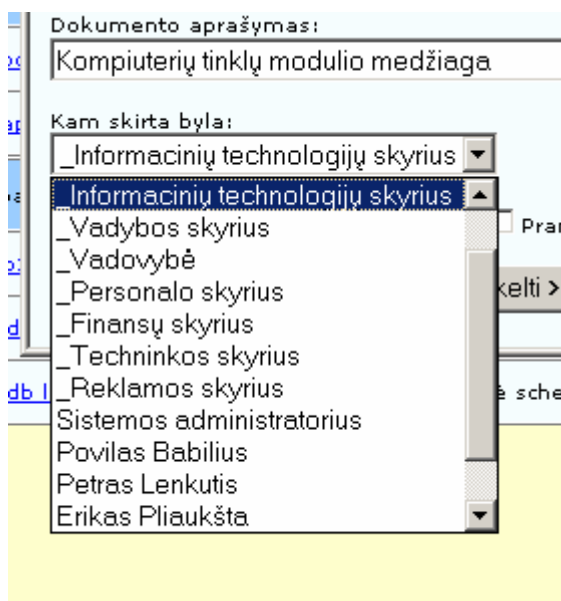 Dokumento aprašymas:
Kompiuterių tinklų modulio medžiaga
Kam skirta byla:
_Informacinių technologijų skyrius
_Informacinių technologijų skyrius
_Vadybos skyrius
_Vadovybė
_Personalo skyrius
_Finansų skyrius
_Techninkos skyrius
_Reklamos skyrius
Sistemos administratorius
Povilas Babilius
Petras Lenkutis
Erikas Pliaukšta